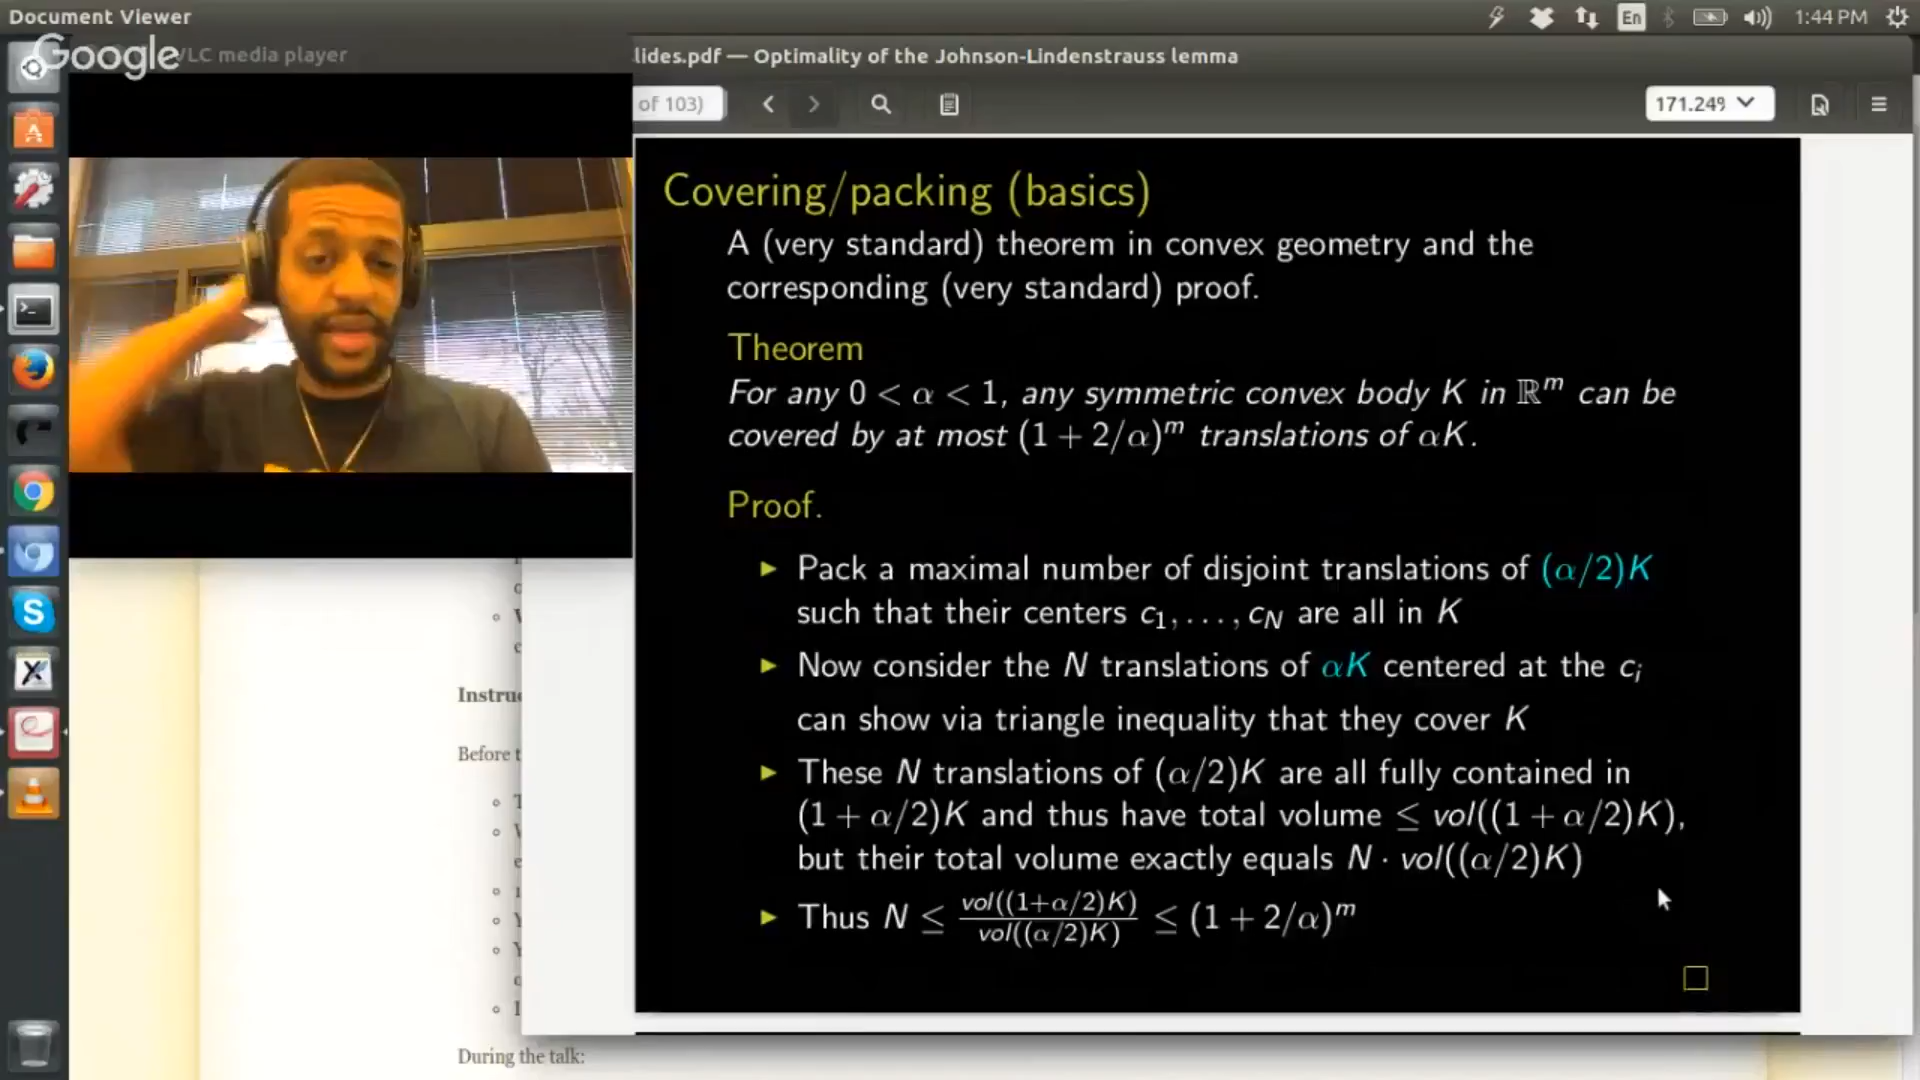 Document Viewer
En
1:44 PM
Google
VLC media player
lides.pdf — Optimality of the Johnson-Lindenstrauss lemma
of 103)
171.24%
Covering/packing (basics)
A (very standard) theorem in convex geometry and the
corresponding (very standard) proof.
Theorem
For any 0 < α < 1, any symmetric convex body K in ℝᵐ can be
covered by at most (1 + 2/α)ᵐ translations of αK.
Proof.
► Pack a maximal number of disjoint translations of (α/2)K
such that their centers c₁, . . . , c_N are all in K
► Now consider the N translations of αK centered at the cᵢ
can show via triangle inequality that they cover K
► These N translations of (α/2)K are all fully contained in
(1 + α/2)K and thus have total volume ≤ vol((1 + α/2)K),
but their total volume exactly equals N · vol((α/2)K)
► Thus N ≤ vol((1+α/2)K) / vol((α/2)K) ≤ (1 + 2/α)ᵐ
□
Instruc
Before t
During the talk: